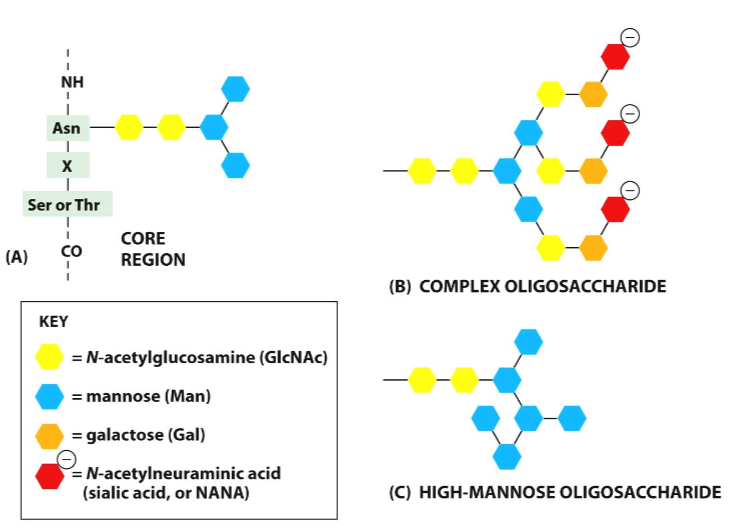 NH
Asn
X
Ser or Thr
CO
(A)
CORE
REGION
KEY
= N-acetylglucosamine (GlcNAc)
= mannose (Man)
= galactose (Gal)
−
= N-acetylneuraminic acid
(sialic acid, or NANA)
−
−
−
(B) COMPLEX OLIGOSACCHARIDE
(C) HIGH-MANNOSE OLIGOSACCHARIDE